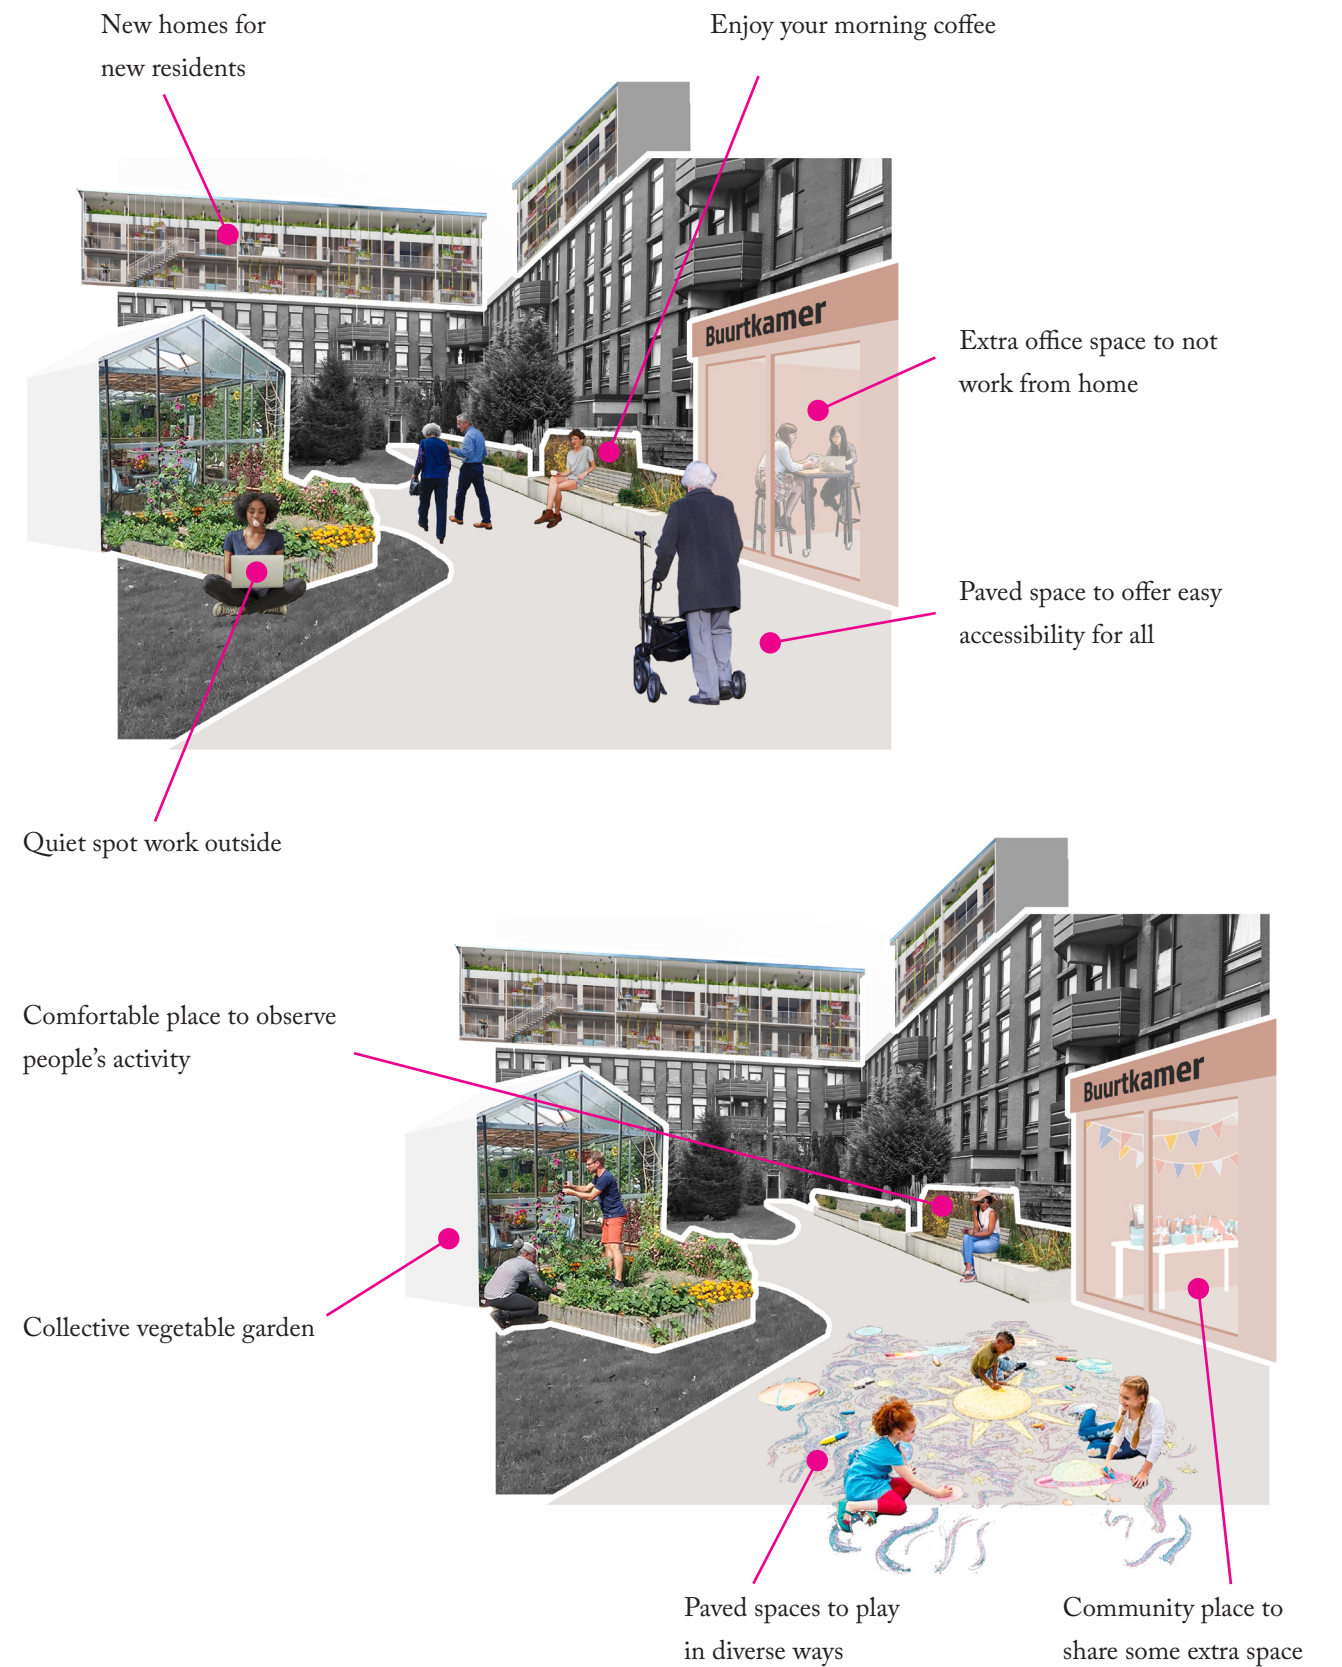 New homes for
new residents
Enjoy your morning coffee
Buurtkamer
Extra office space to not
work from home
Paved space to offer easy
accessibility for all
Quiet spot work outside
Comfortable place to observe
people's activity
Buurtkamer
Collective vegetable garden
Paved spaces to play
in diverse ways
Community place to
share some extra space